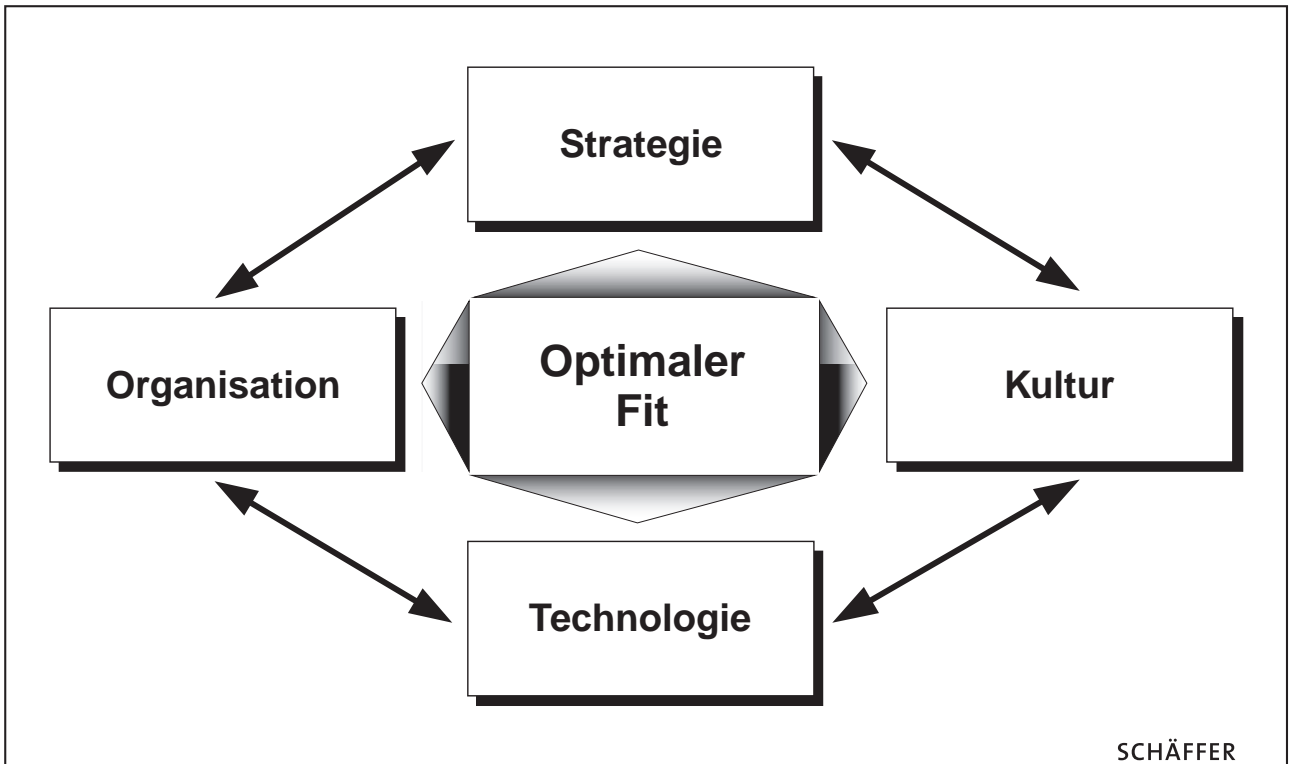 Strategie
Organisation
Optimaler
Fit
Kultur
Technologie
SCHÄFFER